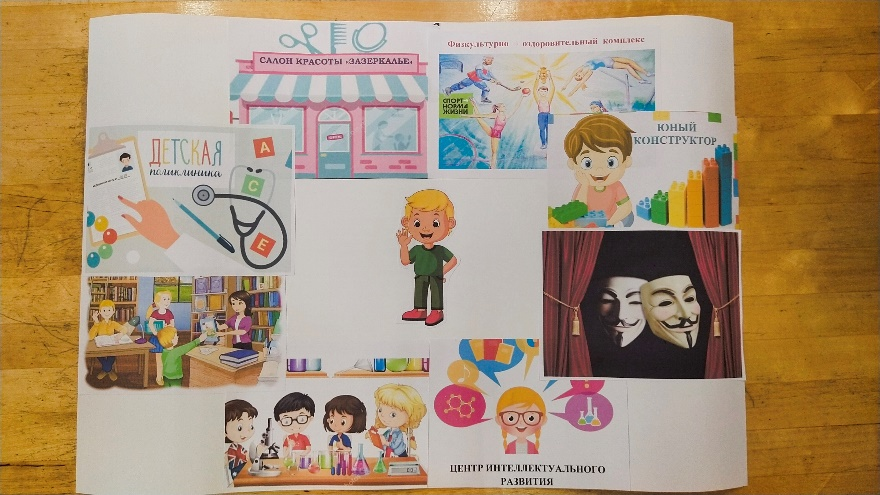 САЛОН КРАСОТЫ «ЗАЗЕРКАЛЬЕ»
Физкультурно оздоровительный комплекс
СПОРТ-
НОРМА
ЖИЗНИ
ЮНЫЙ
КОНСТРУКТОР
ДЕТСКАЯ
поликлиника
A
C
E
ЦЕНТР ИНТЕЛЛЕКТУАЛЬНОГО
РАЗВИТИЯ